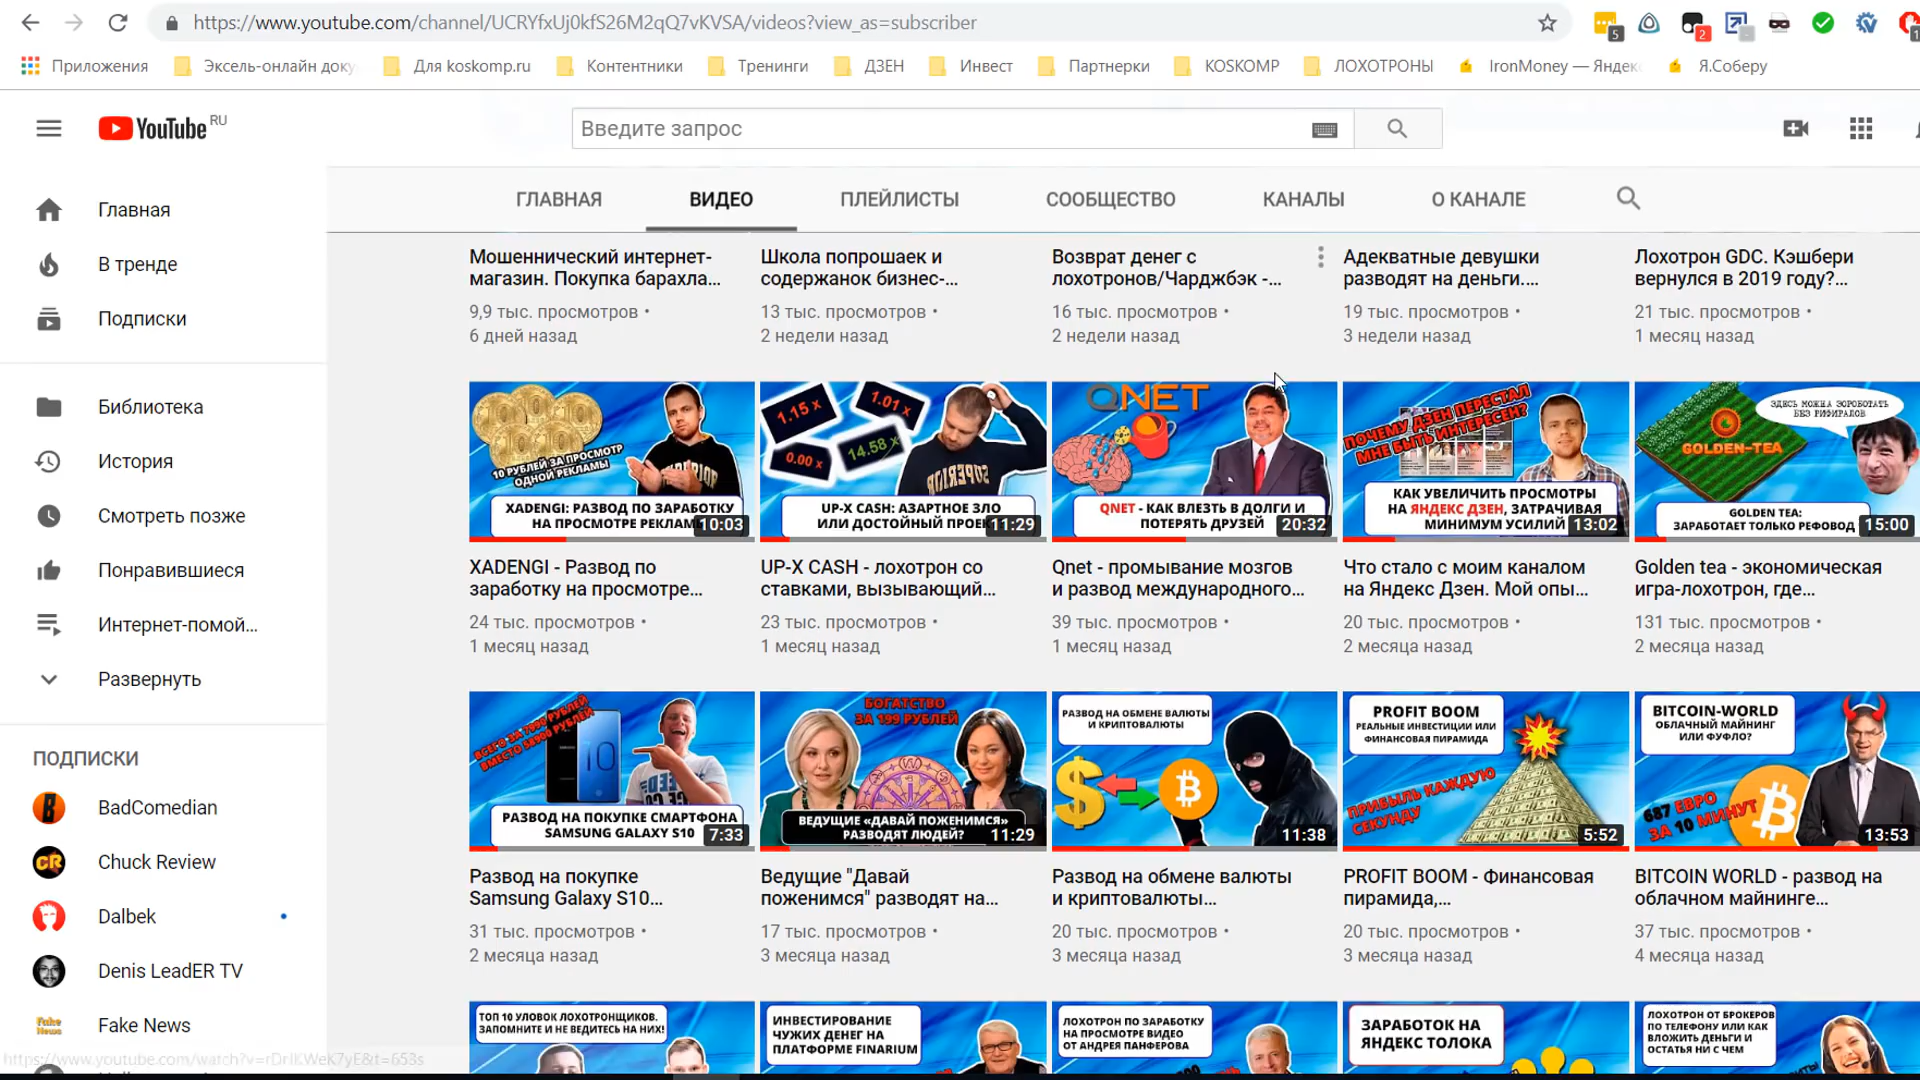 https://www.youtube.com/channel/UCRYfxUj0kfS26M2qQ7vKVSA/videos?view_as=subscriber
5
2
1
Приложения
Эксель-онлайн доку
Для koskomp.ru
Контентники
Тренинги
ДЗЕН
Инвест
Партнерки
KOSKOMP
ЛОХОТРОНЫ
IronMoney — Яндекс
Я.Соберу
YouTube RU
Введите запрос
ГЛАВНАЯ
ВИДЕО
ПЛЕЙЛИСТЫ
СООБЩЕСТВО
КАНАЛЫ
О КАНАЛЕ
Главная
В тренде
Подписки
Библиотека
История
Смотреть позже
Понравившиеся
Интернет-помой...
Развернуть
ПОДПИСКИ
BadComedian
Chuck Review
Dalbek
Denis LeadER TV
Fake News
https://www.youtube.com/watch?v=rDrlKWeK7yE&t=653s
Мошеннический интернет-
магазин. Покупка барахла...
9,9 тыс. просмотров •
6 дней назад
Школа попрошаек и
содержанок бизнес-...
13 тыс. просмотров •
2 недели назад
Возврат денег с
лохотронов/Чарджбэк -...
16 тыс. просмотров •
2 недели назад
Адекватные девушки
разводят на деньги....
19 тыс. просмотров •
3 недели назад
Лохотрон GDC. Кэшбери
вернулся в 2019 году?...
21 тыс. просмотров •
1 месяц назад
10 РУБЛЕЙ ЗА ПРОСМОТР
ОДНОЙ РЕКЛАМЫ
XADENGI: РАЗВОД ПО ЗАРАБОТКУ
НА ПРОСМОТРЕ РЕКЛАМ
10:03
XADENGI - Развод по
заработку на просмотре...
24 тыс. просмотров •
1 месяц назад
1.15 x
1.01 x
0.00 x
14.58 x
UP-X CASH: АЗАРТНОЕ ЗЛО
ИЛИ ДОСТОЙНЫЙ ПРОЕК
11:29
UP-X CASH - лохотрон со
ставками, вызывающий...
23 тыс. просмотров •
1 месяц назад
QNET
QNET - КАК ВЛЕЗТЬ В ДОЛГИ И
ПОТЕРЯТЬ ДРУЗЕЙ
20:32
Qnet - промывание мозгов
и развод международного...
39 тыс. просмотров •
1 месяц назад
ПОЧЕМУ ДЗЕН ПЕРЕСТАЛ
МНЕ БЫТЬ ИНТЕРЕСЕН?
КАК УВЕЛИЧИТЬ ПРОСМОТРЫ
НА ЯНДЕКС ДЗЕН, ЗАТРАЧИВАЯ
МИНИМУМ УСИЛИЙ
13:02
Что стало с моим каналом
на Яндекс Дзен. Мой опы...
20 тыс. просмотров •
2 месяца назад
ЗДЕСЬ МОЖНА ЗОРОБОТАТЬ
БЕЗ РИФИРАЛОВ
GOLDEN-TEA
GOLDEN TEA:
ЗАРАБОТАЕТ ТОЛЬКО РЕФОВОД
15:00
Golden tea - экономическая
игра-лохотрон, где...
131 тыс. просмотров •
2 месяца назад
ВСЕГО ЗА 7990 РУБЛЕЙ
ВМЕСТО 58900 РУБЛЕЙ
РАЗВОД НА ПОКУПКЕ СМАРТФОНА
SAMSUNG GALAXY S10
7:33
Развод на покупке
Samsung Galaxy S10...
31 тыс. просмотров •
2 месяца назад
БОГАТСТВО
ЗА 199 РУБЛЕЙ
ВЕДУЩИЕ «ДАВАЙ ПОЖЕНИМСЯ»
РАЗВОДЯТ ЛЮДЕЙ?
11:29
Ведущие "Давай
поженимся" разводят на...
17 тыс. просмотров •
3 месяца назад
РАЗВОД НА ОБМЕНЕ ВАЛЮТЫ
И КРИПТОВАЛЮТЫ
11:38
Развод на обмене валюты
и криптовалюты...
20 тыс. просмотров •
3 месяца назад
PROFIT BOOM
РЕАЛЬНЫЕ ИНВЕСТИЦИИ ИЛИ
ФИНАНСОВАЯ ПИРАМИДА
ПРИБЫЛЬ КАЖДУЮ
СЕКУНДУ
5:52
PROFIT BOOM - Финансовая
пирамида,...
20 тыс. просмотров •
3 месяца назад
BITCOIN-WORLD
ОБЛАЧНЫЙ МАЙНИНГ
ИЛИ ФУФЛО?
687 ЕВРО
ЗА 10 МИНУТ
13:53
BITCOIN WORLD - развод на
облачном майнинге...
37 тыс. просмотров •
4 месяца назад
ТОП 10 УЛОВОК ЛОХОТРОНЩИКОВ.
ЗАПОМНИТЕ И НЕ ВЕДИТЕСЬ НА НИХ!
ИНВЕСТИРОВАНИЕ
ЧУЖИХ ДЕНЕГ НА
ПЛАТФОРМЕ FINARIUM
ЛОХОТРОН ПО ЗАРАБОТКУ
НА ПРОСМОТРЕ ВИДЕО
ОТ АНДРЕЯ ПАНФЕРОВА
ЗАРАБОТОК НА
ЯНДЕКС ТОЛОКА
ЛОХОТРОН ОТ БРОКЕРОВ
ПО ТЕЛЕФОНУ ИЛИ КАК
ВЛОЖИТЬ ДЕНЬГИ И
ОСТАТЬЯ НИ С ЧЕМ